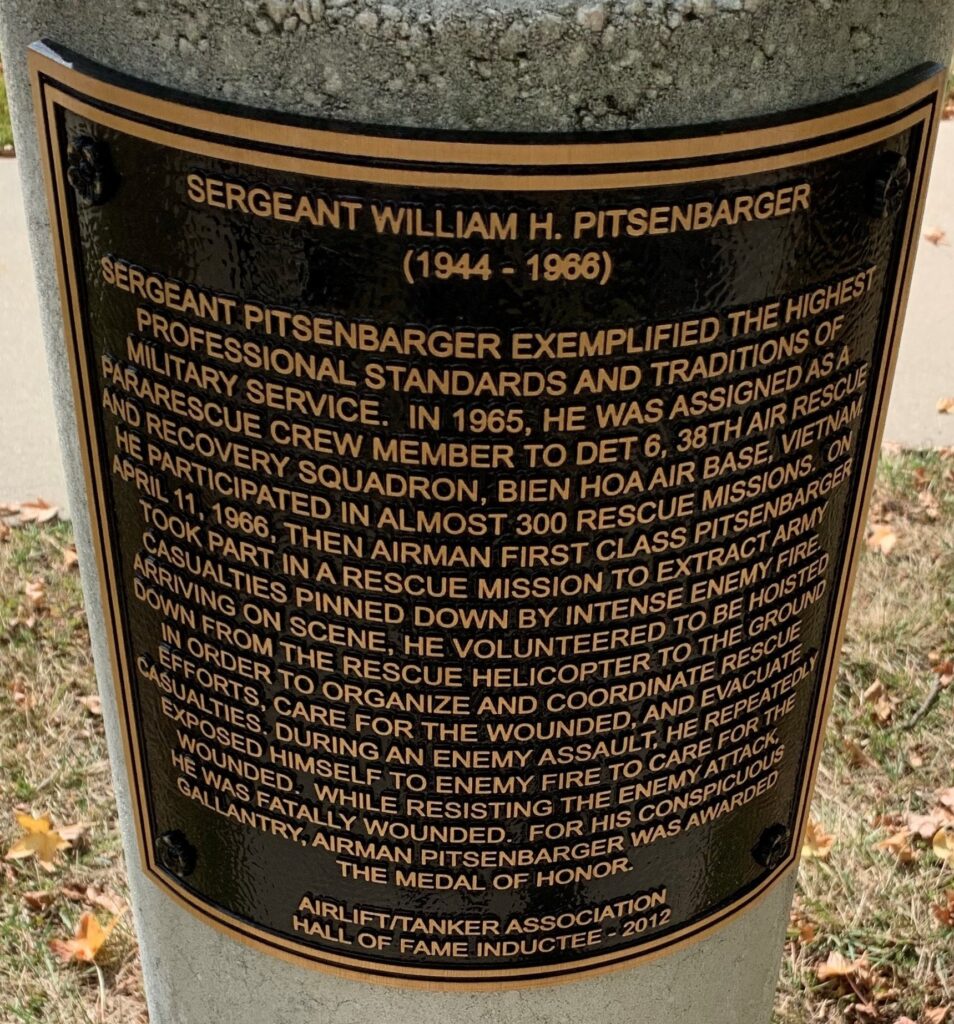 SERGEANT WILLIAM H. PITSENBARGER
(1944 - 1966)
SERGEANT PITSENBARGER EXEMPLIFIED THE HIGHEST
PROFESSIONAL STANDARDS AND TRADITIONS OF
MILITARY SERVICE. IN 1965, HE WAS ASSIGNED AS A
PARARESCUE CREW MEMBER TO DET 6, 38TH AIR RESCUE
AND RECOVERY SQUADRON, BIEN HOA AIR BASE, VIETNAM.
HE PARTICIPATED IN ALMOST 300 RESCUE MISSIONS. ON
APRIL 11, 1966, THEN AIRMAN FIRST CLASS PITSENBARGER
TOOK PART IN A RESCUE MISSION TO EXTRACT ARMY
CASUALTIES PINNED DOWN BY INTENSE ENEMY FIRE.
ARRIVING ON SCENE, HE VOLUNTEERED TO BE HOISTED
DOWN FROM THE RESCUE HELICOPTER TO THE GROUND
IN ORDER TO ORGANIZE AND COORDINATE RESCUE
EFFORTS, CARE FOR THE WOUNDED, AND EVACUATE
CASUALTIES, DURING AN ENEMY ASSAULT, HE REPEATEDLY
EXPOSED HIMSELF TO ENEMY FIRE TO CARE FOR THE
WOUNDED. WHILE RESISTING THE ENEMY ATTACK,
HE WAS FATALLY WOUNDED. FOR HIS CONSPICUOUS
GALLANTRY, AIRMAN PITSENBARGER WAS AWARDED
THE MEDAL OF HONOR.
AIRLIFT/TANKER ASSOCIATION
HALL OF FAME INDUCTEE - 2012